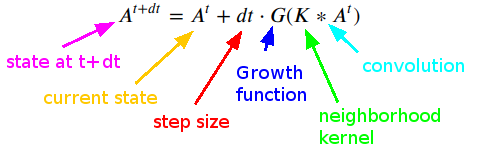 A^{t+dt} = A^t + dt · G(K * A^t)
state at t+dt
current state
step size
Growth
function
neighborhood
kernel
convolution